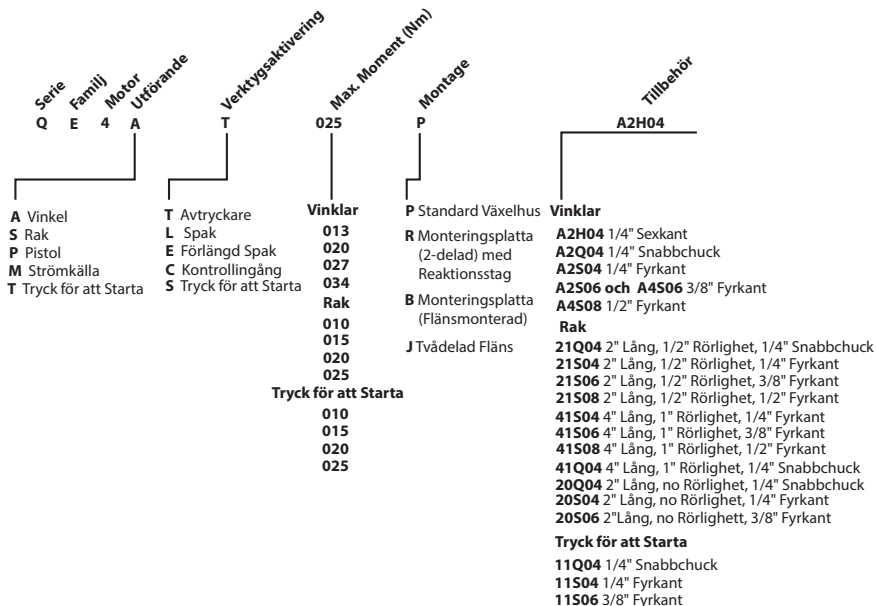 Serie
Familj
Motor
Utförande
Verktygsaktivering
Max. Moment (Nm)
Montage
Tillbehör
Q E 4 A T 025 P A2H04
A Vinkel
S Rak
P Pistol
M Strömkälla
T Tryck för att Starta
T Avtryckare
L Spak
E Förlängd Spak
C Kontrollingång
S Tryck för att Starta
Vinklar
013
020
027
034
Rak
010
015
020
025
Tryck för att Starta
010
015
020
025
P Standard Växelhus
R Monteringsplatta
(2-delad) med
Reaktionsstag
B Monteringsplatta
(Flänsmonterad)
J Tvådelad Fläns
Vinklar
A2H04 1/4" Sexkant
A2Q04 1/4" Snabbchuck
A2S04 1/4" Fyrkant
A2S06 och A4S06 3/8" Fyrkant
A4S08 1/2" Fyrkant
Rak
21Q04 2" Lång, 1/2" Rörlighet, 1/4" Snabbchuck
21S04 2" Lång, 1/2" Rörlighet, 1/4" Fyrkant
21S06 2" Lång, 1/2" Rörlighet, 3/8" Fyrkant
21S08 2" Lång, 1/2" Rörlighet, 1/2" Fyrkant
41S04 4" Lång, 1" Rörlighet, 1/4" Fyrkant
41S06 4" Lång, 1" Rörlighet, 3/8" Fyrkant
41S08 4" Lång, 1" Rörlighet, 1/2" Fyrkant
41Q04 4" Lång, 1" Rörlighet, 1/4" Snabbchuck
20Q04 2" Lång, no Rörlighet, 1/4" Snabbchuck
20S04 2" Lång, no Rörlighet, 1/4" Fyrkant
20S06 2"Lång, no Rörlighett, 3/8" Fyrkant
Tryck för att Starta
11Q04 1/4" Snabbchuck
11S04 1/4" Fyrkant
11S06 3/8" Fyrkant